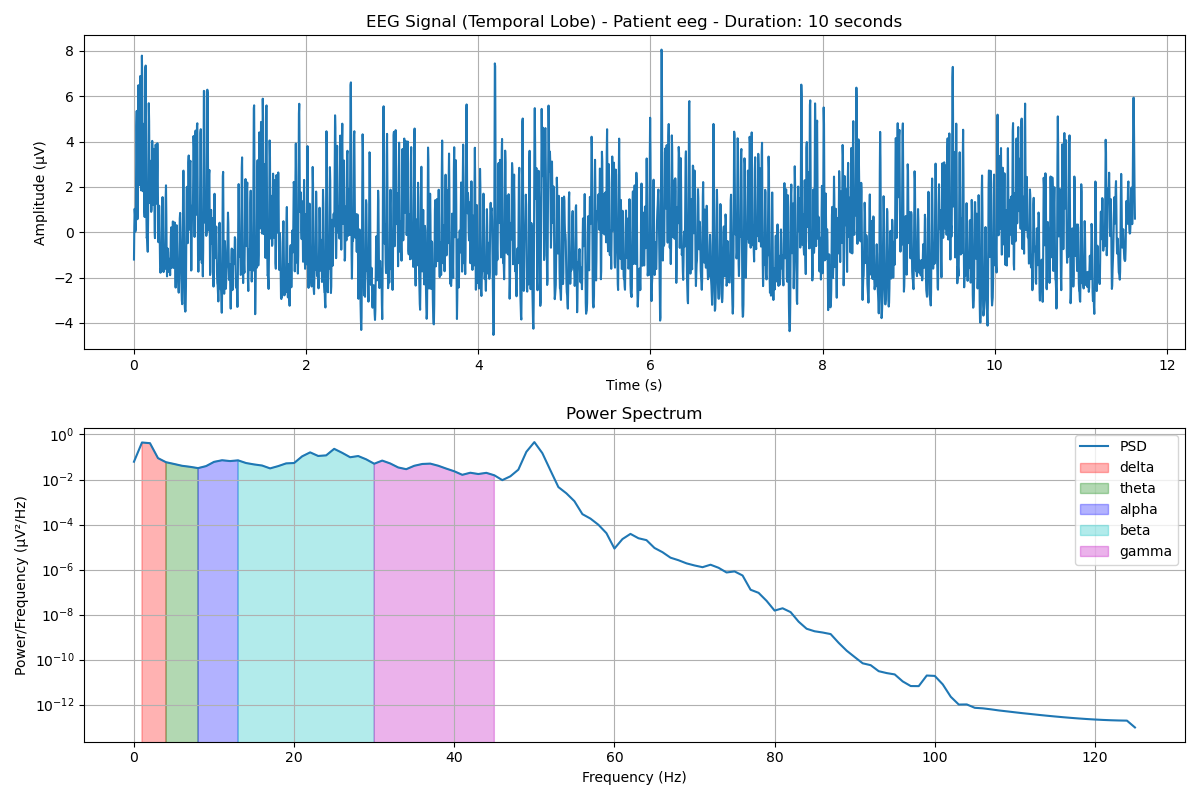 EEG Signal (Temporal Lobe) - Patient eeg - Duration: 10 seconds
Amplitude (µV)
8
6
4
2
0
−2
−4
0 2 4 6 8 10 12
Time (s)
Power Spectrum
Power/Frequency (µV²/Hz)
10⁰
10⁻²
10⁻⁴
10⁻⁶
10⁻⁸
10⁻¹⁰
10⁻¹²
PSD
delta
theta
alpha
beta
gamma
0 20 40 60 80 100 120
Frequency (Hz)